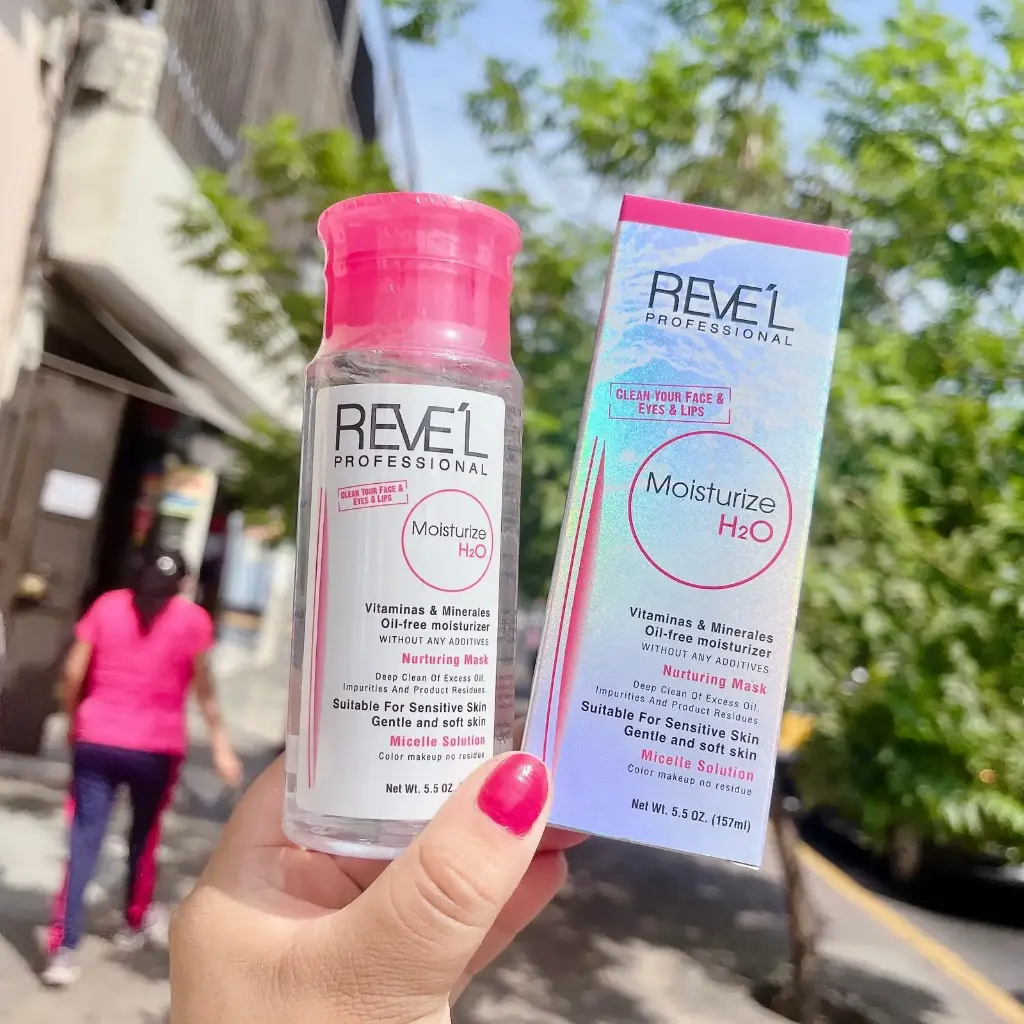 REVE´L
PROFESSIONAL
CLEAN YOUR FACE &
EYES & LIPS
Moisturize
H2O
Vitaminas & Minerales
Oil-free moisturizer
WITHOUT ANY ADDITIVES
Nurturing Mask
Deep Clean Of Excess Oil.
Impurities And Product Residues.
Suitable For Sensitive Skin
Gentle and soft skin
Micelle Solution
Color makeup no residue
Net Wt. 5.5 OZ.
REVE´L
PROFESSIONAL
CLEAN YOUR FACE &
EYES & LIPS
Moisturize
H2O
Vitaminas & Minerales
Oil-free moisturizer
WITHOUT ANY ADDITIVES
Nurturing Mask
Deep Clean Of Excess Oil.
Impurities And Product Residues.
Suitable For Sensitive Skin
Gentle and soft skin
Micelle Solution
Color makeup no residue
Net Wt. 5.5 OZ. (157ml)